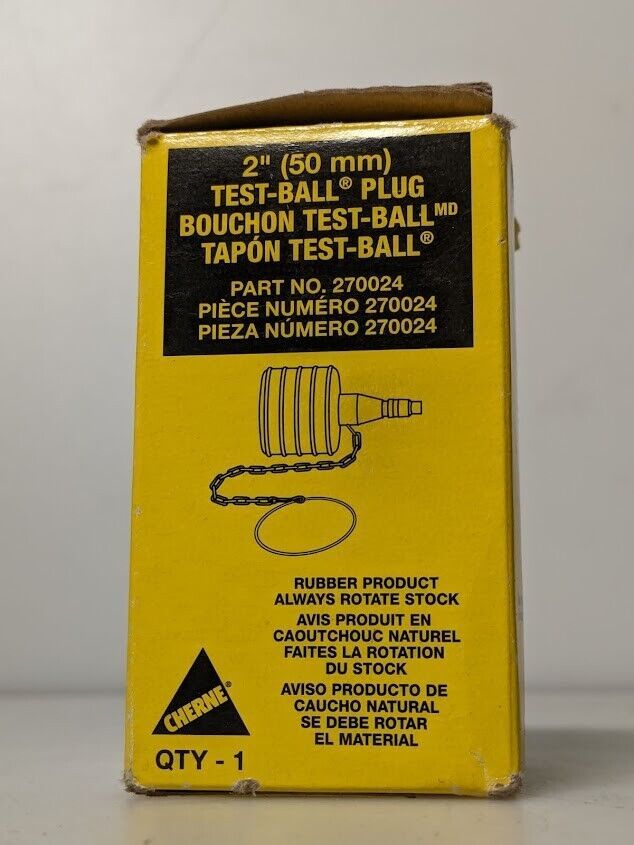 2" (50 mm)
TEST-BALL® PLUG
BOUCHON TEST-BALLMD
TAPÓN TEST-BALL®
PART NO. 270024
PIÈCE NUMÉRO 270024
PIEZA NÚMERO 270024
RUBBER PRODUCT
ALWAYS ROTATE STOCK
AVIS PRODUIT EN
CAOUTCHOUC NATUREL
FAITES LA ROTATION
DU STOCK
AVISO PRODUCTO DE
CAUCHO NATURAL
SE DEBE ROTAR
EL MATERIAL
CHERNE®
QTY - 1